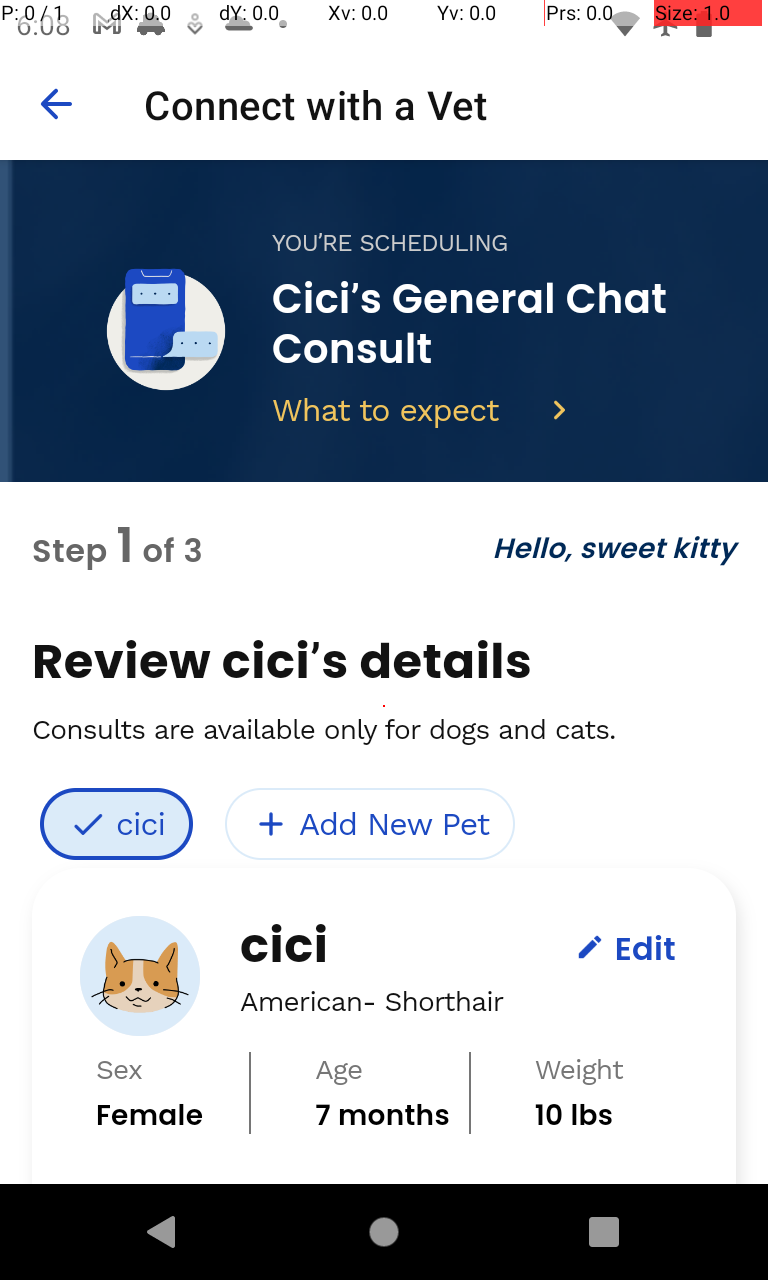 P: 0 / 1 dX: 0.0 dY: 0.0 Xv: 0.0 Yv: 0.0 Prs: 0.0 Size: 1.0
6:08
Connect with a Vet
YOU’RE SCHEDULING
Cici’s General Chat
Consult
What to expect
Step 1 of 3
Hello, sweet kitty
Review cici’s details
Consults are available only for dogs and cats.
cici
Add New Pet
cici
Edit
American- Shorthair
Sex Age Weight
Female 7 months 10 lbs